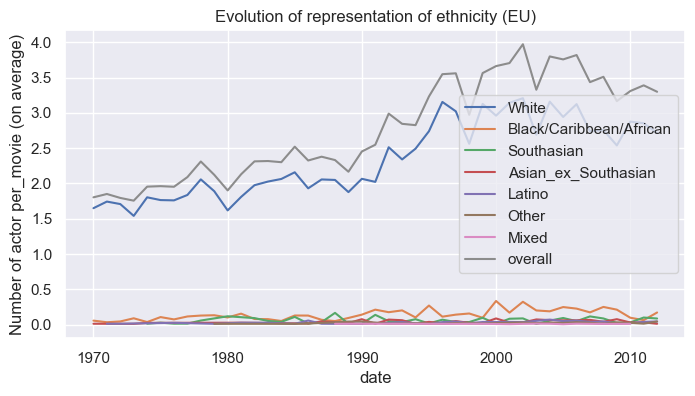 Evolution of representation of ethnicity (EU)
Number of actor per_movie (on average)
4.0
3.5
3.0
2.5
2.0
1.5
1.0
0.5
0.0
White
Black/Caribbean/African
Southasian
Asian_ex_Southasian
Latino
Other
Mixed
overall
1970
1980
1990
2000
2010
date